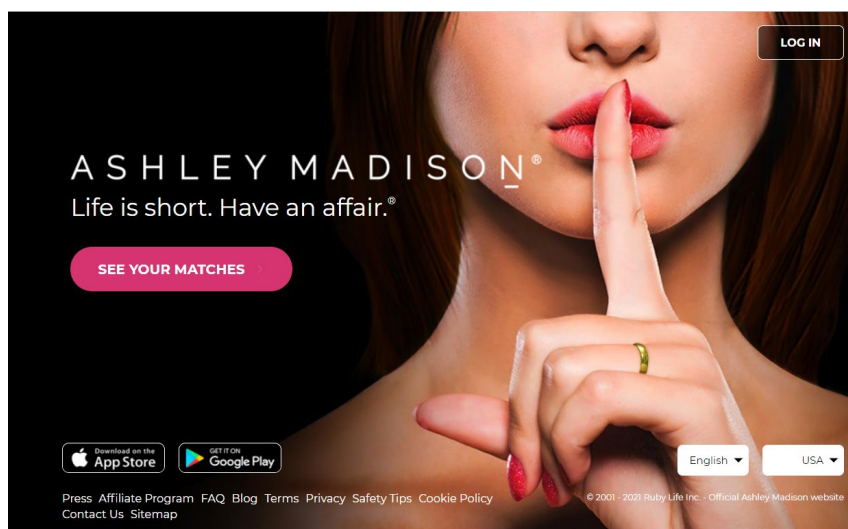 LOG IN
ASHLEY MADISON®
Life is short. Have an affair.®
SEE YOUR MATCHES >
Download on the
App Store
GET IT ON
Google Play
English
USA
Press Affiliate Program FAQ Blog Terms Privacy Safety Tips Cookie Policy
Contact Us Sitemap
© 2001 - 2021 Ruby Life Inc. - Official Ashley Madison website